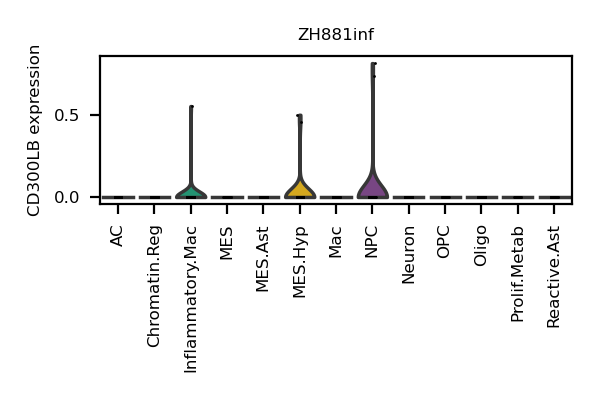 ZH881inf
CD300LB expression
0.5
0.0
AC
Chromatin.Reg
Inflammatory.Mac
MES
MES.Ast
MES.Hyp
Mac
NPC
Neuron
OPC
Oligo
Prolif.Metab
Reactive.Ast